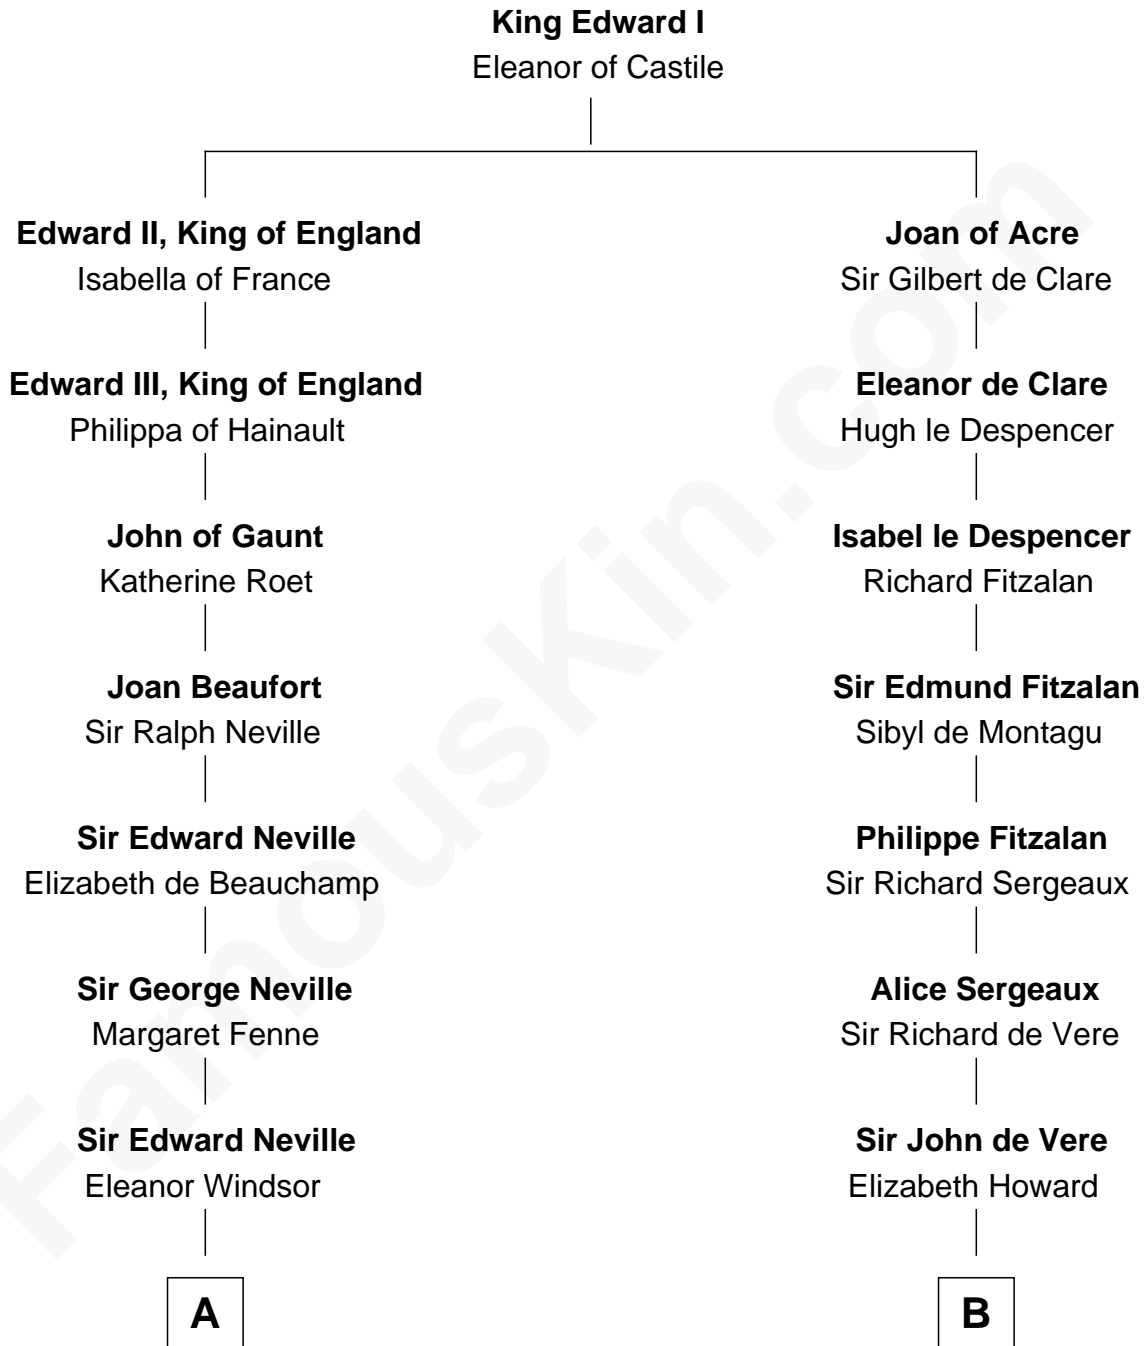 King Edward I
Eleanor of Castile
Edward II, King of England
Isabella of France
Joan of Acre
Sir Gilbert de Clare
Edward III, King of England
Philippa of Hainault
Eleanor de Clare
Hugh le Despencer
John of Gaunt
Katherine Roet
Isabel le Despencer
Richard Fitzalan
Joan Beaufort
Sir Ralph Neville
Sir Edmund Fitzalan
Sibyl de Montagu
Sir Edward Neville
Elizabeth de Beauchamp
Philippe Fitzalan
Sir Richard Sergeaux
Sir George Neville
Margaret Fenne
Alice Sergeaux
Sir Richard de Vere
Sir Edward Neville
Eleanor Windsor
Sir John de Vere
Elizabeth Howard
A
B
FamousKin.com